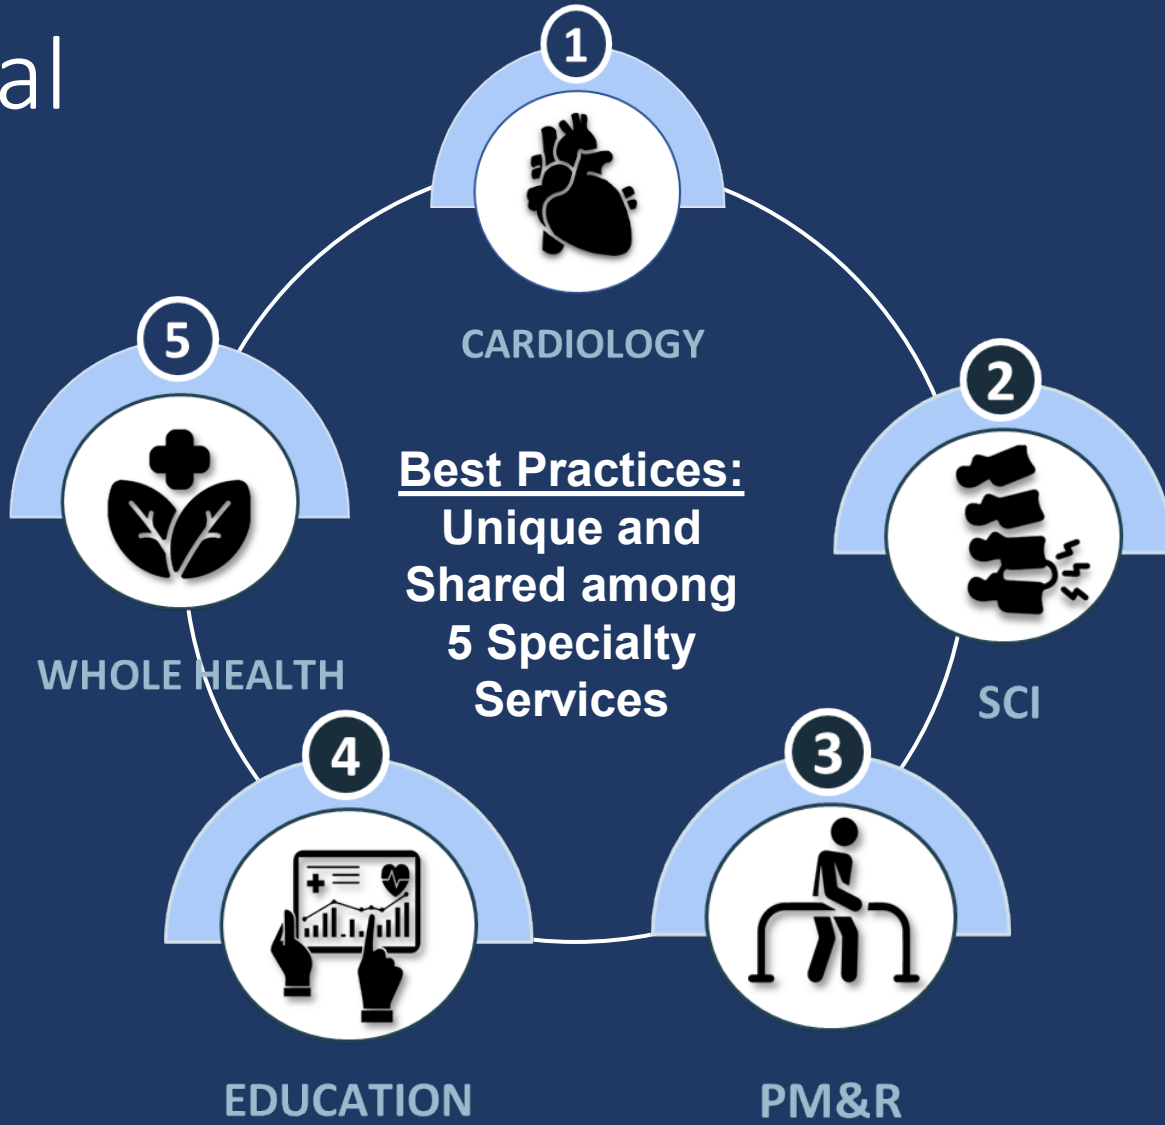 al
1
CARDIOLOGY
5
2
Best Practices:
Unique and
Shared among
5 Specialty
Services
WHOLE HEALTH
SCI
4
3
EDUCATION
PM&R